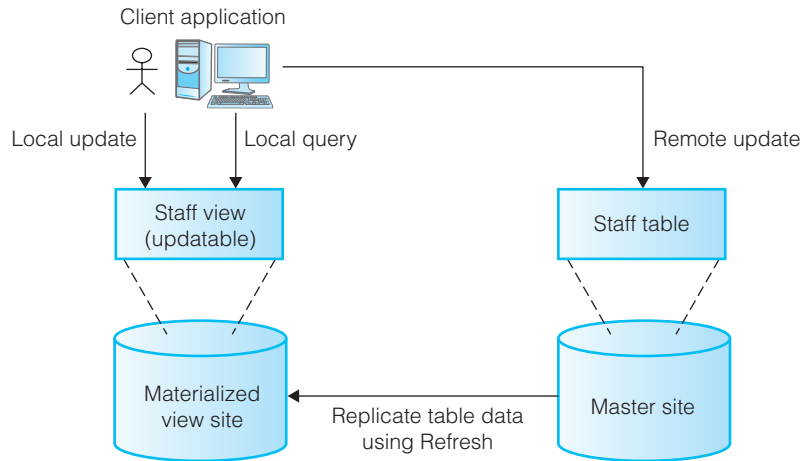 Client application
Local update
Local query
Remote update
Staff view
(updatable)
Staff table
Materialized
view site
Replicate table data
using Refresh
Master site